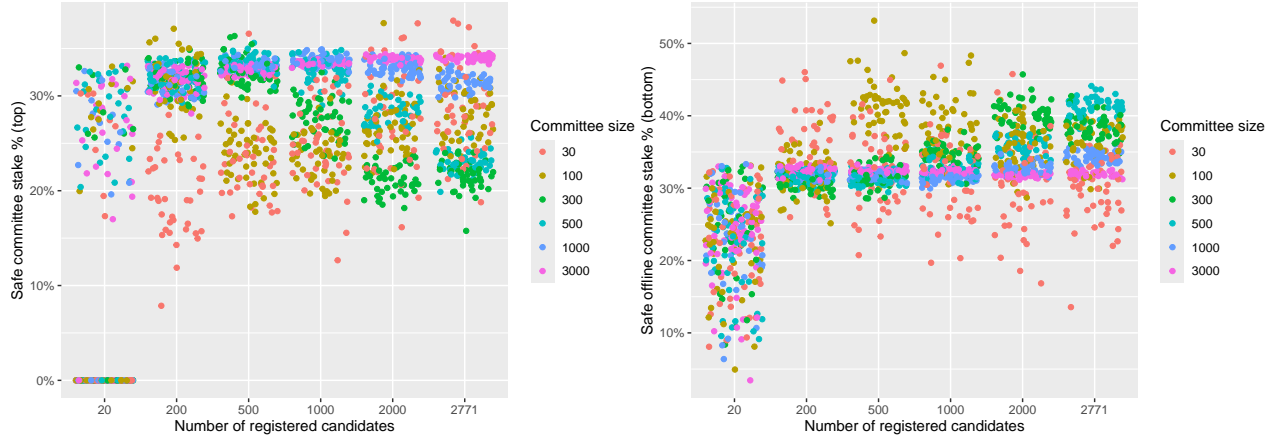 Safe committee stake % (top)
30%
20%
10%
0%
20 200 500 1000 2000 2771
Number of registered candidates
Committee size
30
100
300
500
1000
3000
Safe offline committee stake % (bottom)
50%
40%
30%
20%
10%
20 200 500 1000 2000 2771
Number of registered candidates
Committee size
30
100
300
500
1000
3000